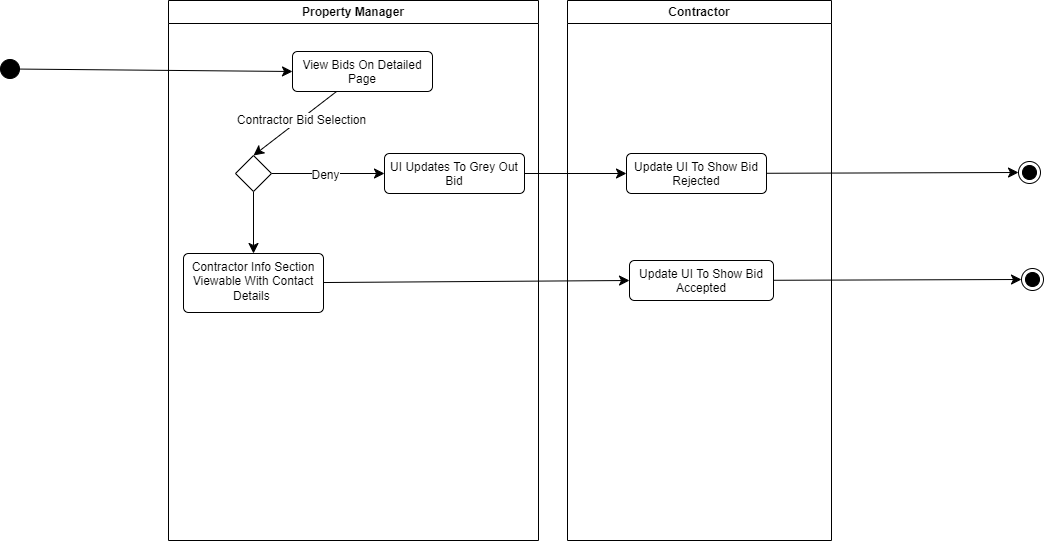 Property Manager
Contractor
View Bids On Detailed
Page
Contractor Bid Selection
Deny
UI Updates To Grey Out
Bid
Update UI To Show Bid
Rejected
Contractor Info Section
Viewable With Contact
Details
Update UI To Show Bid
Accepted